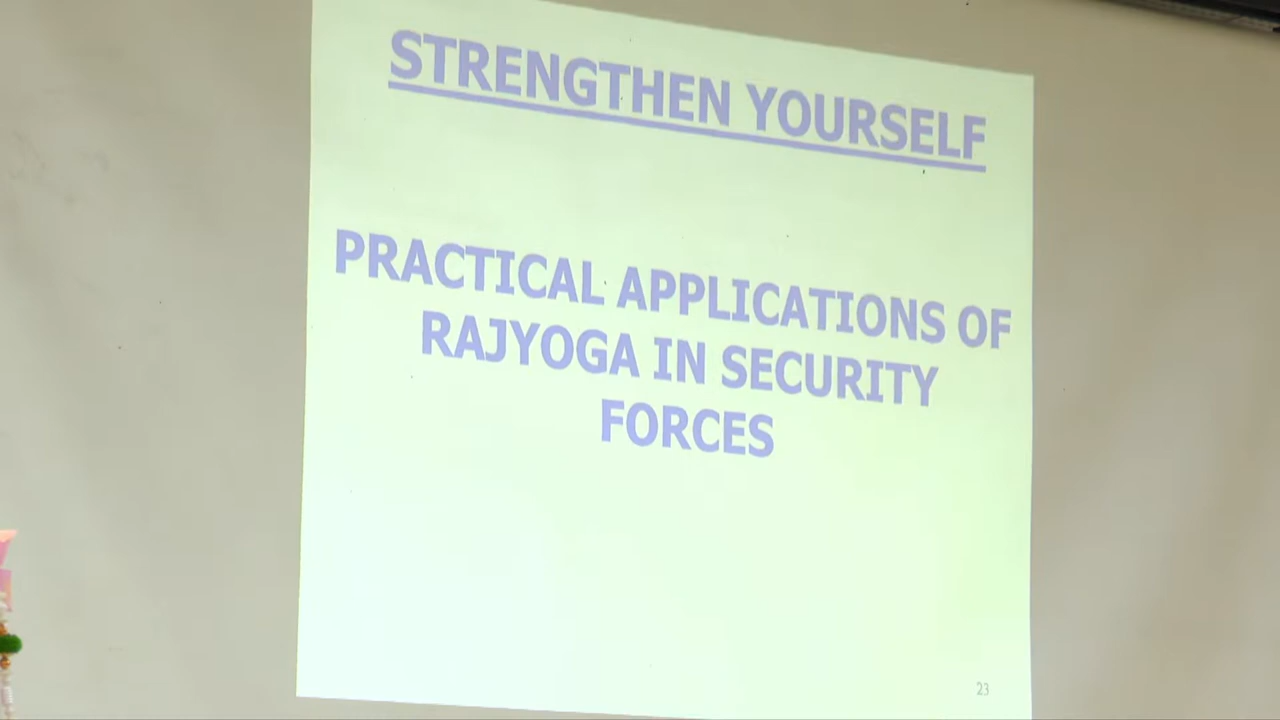 STRENGTHEN YOURSELF
PRACTICAL APPLICATIONS OF
RAJYOGA IN SECURITY
FORCES
23